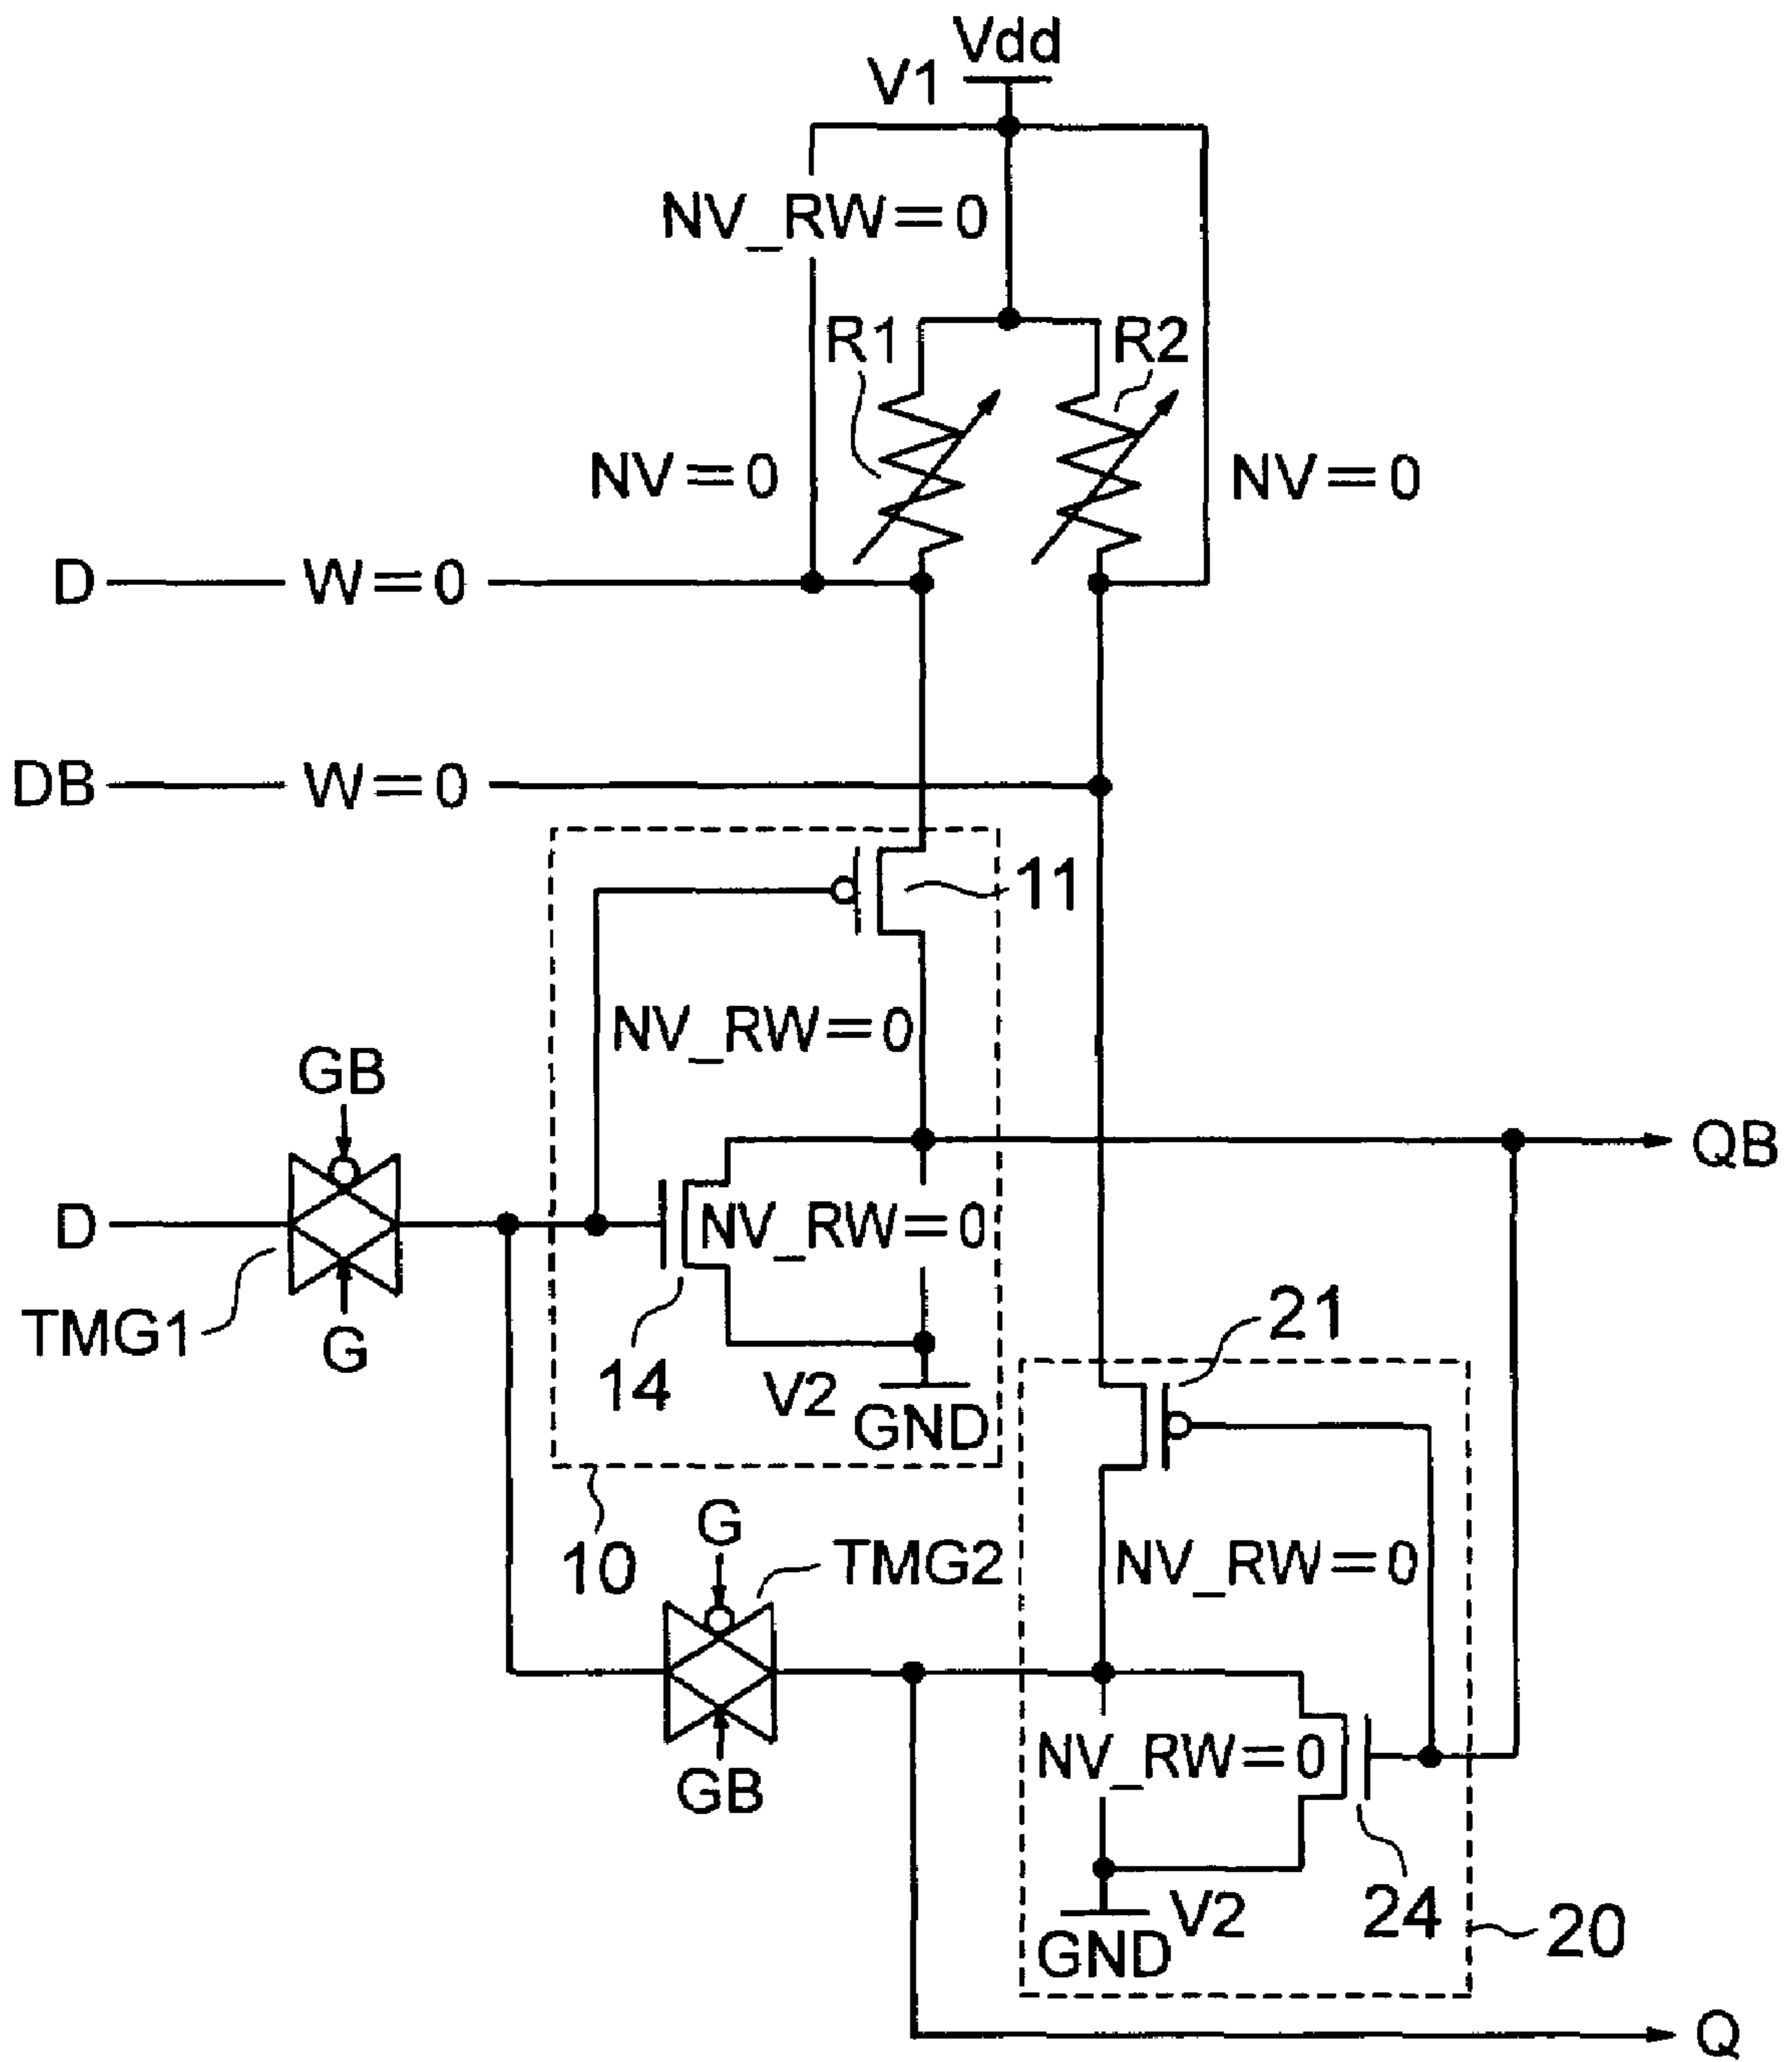 Vdd
V1
NV_RW=0
R1
R2
NV=0
NV=0
D
W=0
DB
W=0
11
NV_RW=0
GB
QB
D
NV_RW=0
TMG1
G
14
V2
GND
21
10
G
TMG2
NV_RW=0
GB
NV_RW=0
24
V2
GND
20
Q